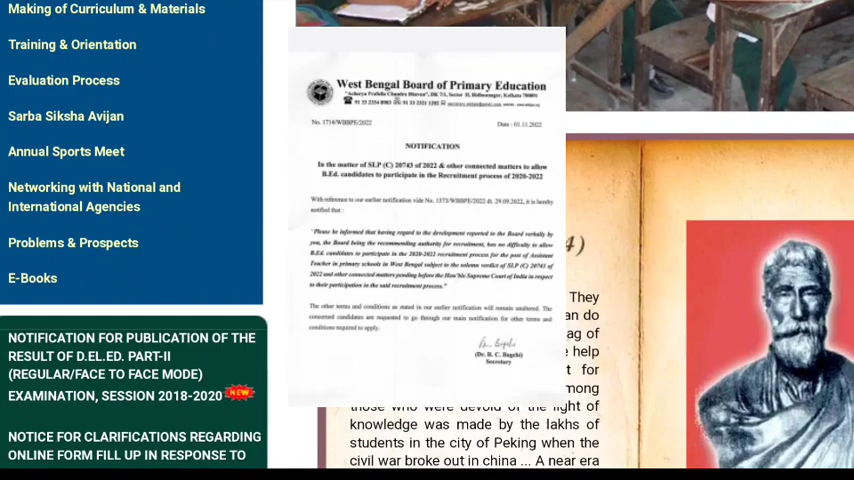 Making of Curriculum & Materials
Training & Orientation
Evaluation Process
Sarba Siksha Avijan
Annual Sports Meet
Networking with National and
International Agencies
Problems & Prospects
E-Books
NOTIFICATION FOR PUBLICATION OF THE
RESULT OF D.EL.ED. PART-II
(REGULAR/FACE TO FACE MODE)
EXAMINATION, SESSION 2018-2020 NEW
NOTICE FOR CLARIFICATIONS REGARDING
ONLINE FORM FILL UP IN RESPONSE TO
West Bengal Board of Primary Education
"Acharya Prafulla Chandra Bhavan", DK 7/1, Sector II, Bidhannagar, Kolkata 700091
No. 1714/WBBPE/2022
Date : 01.11.2022
NOTIFICATION
In the matter of SLP (C) 20743 of 2022 & other connected matters to allow
B.Ed. candidates to participate in the Recruitment process of 2020-2022
With reference to our earlier notification vide No. 1573/WBBPE/2022 dt. 29.09.2022, it is hereby
notified that :
"Please be informed that having regard to the development reported to the Board verbally by
you, the Board being the recommending authority for recruitment, has no difficulty to allow
B.Ed. candidates to participate in the 2020-2022 recruitment process for the post of Assistant
Teacher in primary schools in West Bengal subject to the solemn verdict of SLP (C) 20743 of
2022 and other connected matters pending before the Hon'ble Supreme Court of India in respect
to their participation in the said recruitment process."
The other terms and conditions as stated in our earlier notification will remain unaltered. The
concerned candidates are requested to go through our main notification for other terms and
conditions required to apply.
(Dr. R. C. Bagchi)
Secretary
4)
They
an do
ag of
e help
t for
mong
those who were devoid of the light of
knowledge was made by the lakhs of
students in the city of Peking when the
civil war broke out in china ... A near era